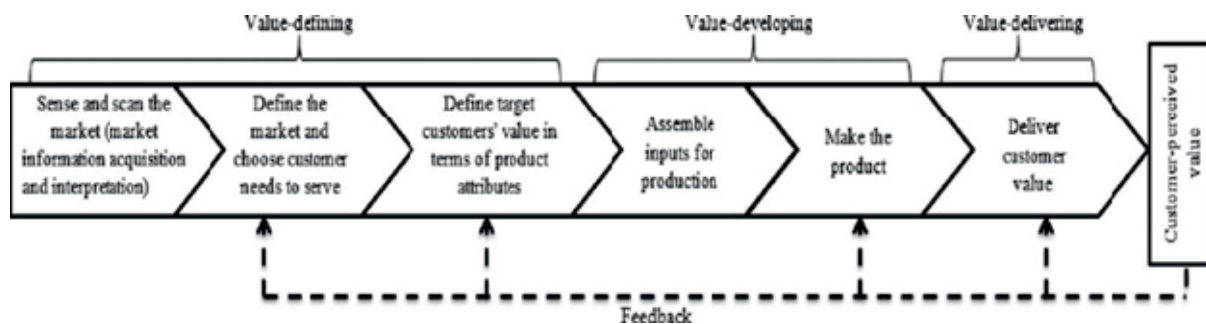 Value-defining
Value-developing
Value-delivering
Sense and scan the
market (market
information acquisition
and interpretation)
Define the
market and
choose customer
needs to serve
Define target
customers' value in
terms of product
attributes
Assemble
inputs for
production
Make the
product
Deliver
customer
value
Customer-perceived
value
Feedback